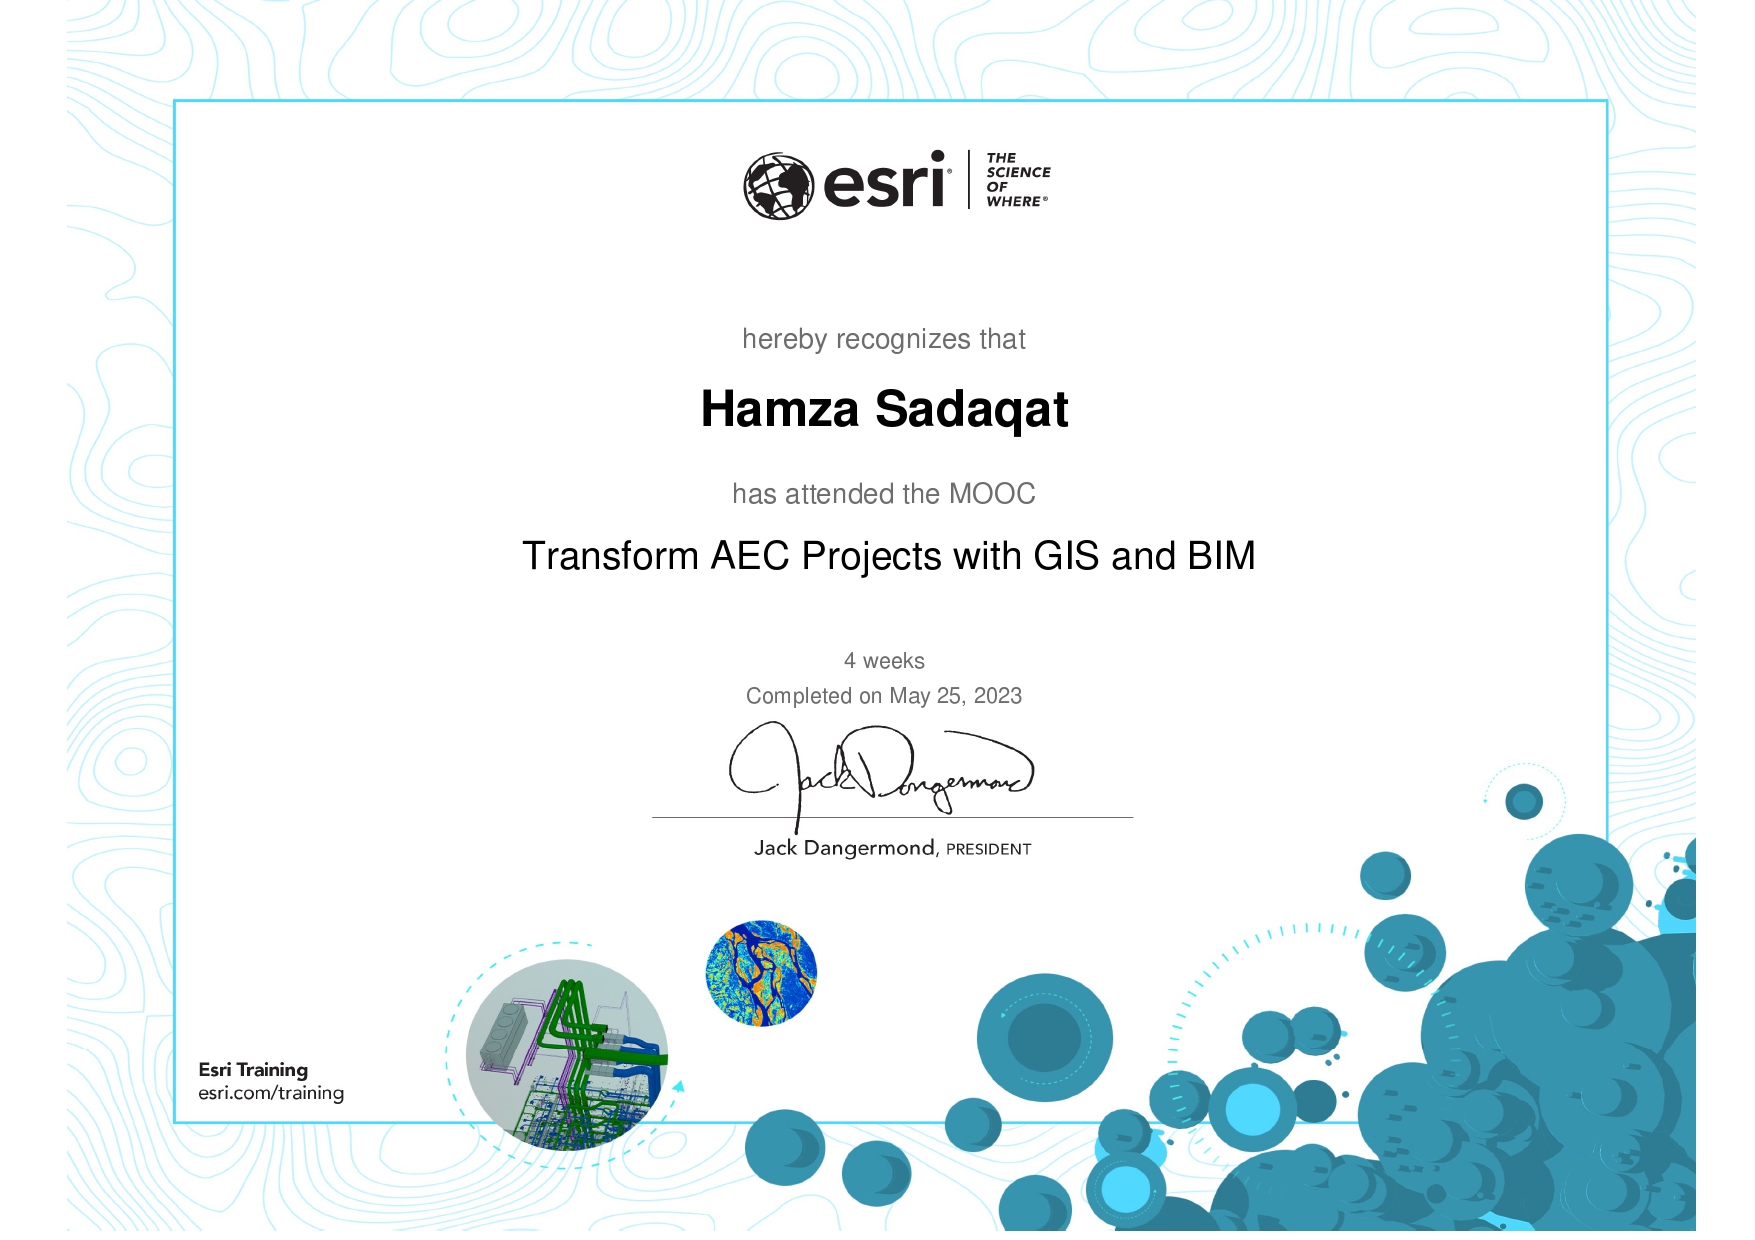 esri®
THE
SCIENCE
OF
WHERE®
hereby recognizes that
Hamza Sadaqat
has attended the MOOC
Transform AEC Projects with GIS and BIM
4 weeks
Completed on May 25, 2023
Jack Dangermond
Jack Dangermond, PRESIDENT
Esri Training
esri.com/training